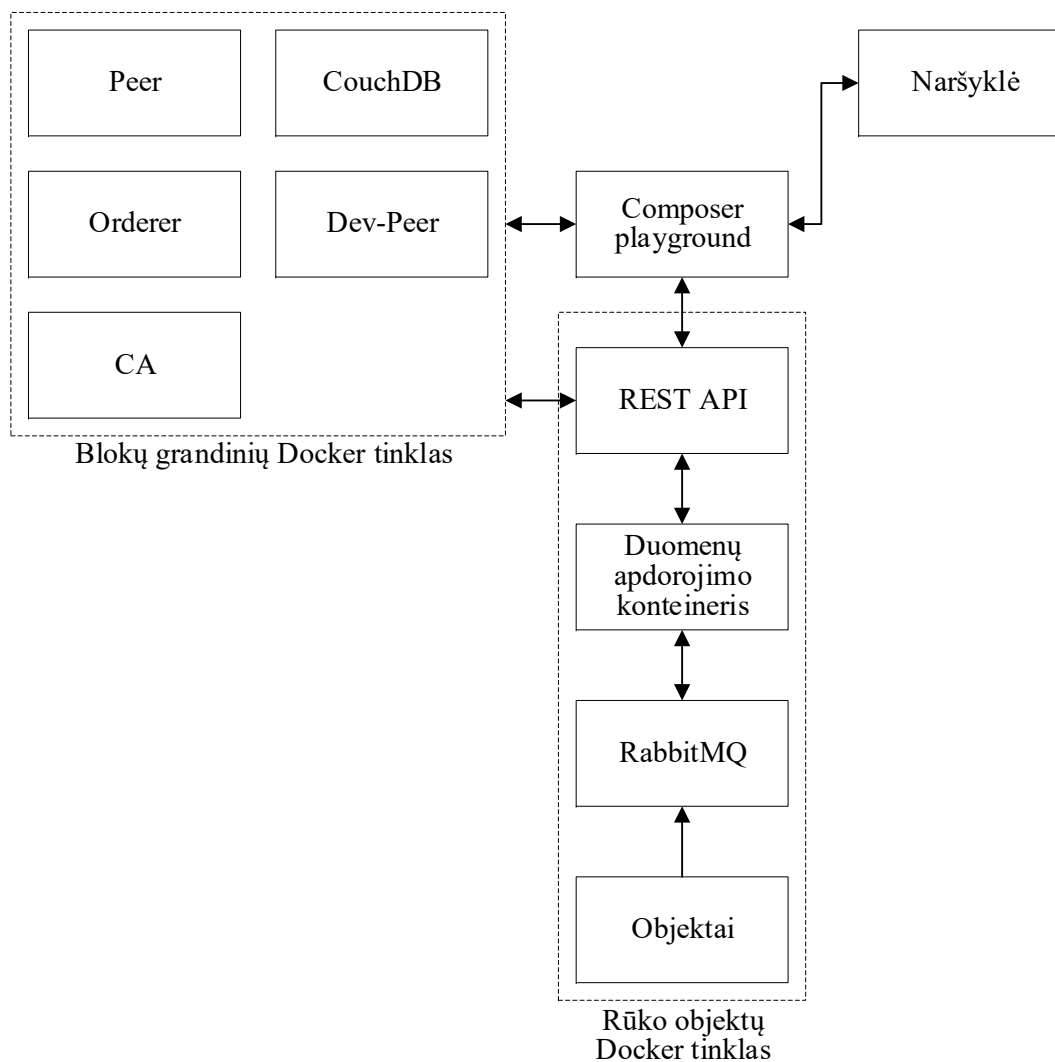 Peer
CouchDB
Naršyklė
Orderer
Dev-Peer
Composer
playground
CA
REST API
Blokų grandinių Docker tinklas
Duomenų
apdorojimo
konteineris
RabbitMQ
Objektai
Rūko objektų
Docker tinklas